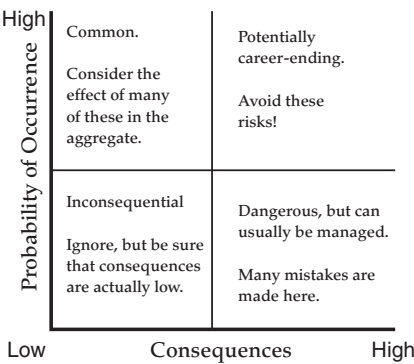 High
Probability of Occurrence
Common.
Consider the
effect of many
of these in the
aggregate.
Potentially
career-ending.
Avoid these
risks!
Inconsequential
Ignore, but be sure
that consequences
are actually low.
Dangerous, but can
usually be managed.
Many mistakes are
made here.
Low
Consequences
High